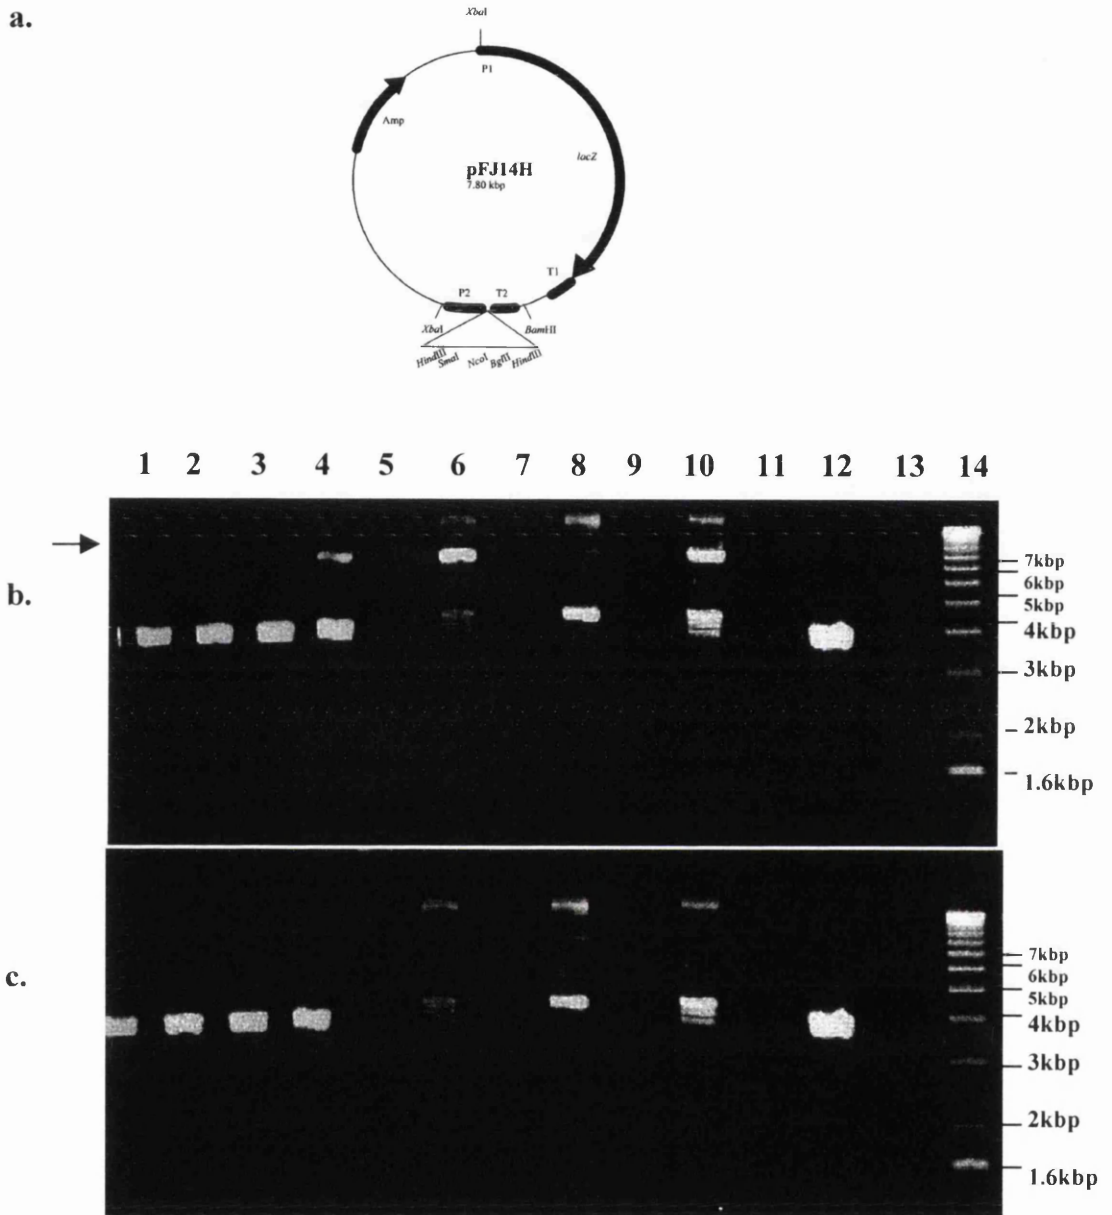 a.
XbaI
P1
Amp
lacZ
pFJ14H
7.80 kbp
T1
P2 T2
XbaI BamHI
HindIII SmaI NcoI BglII HindIII
1 2 3 4 5 6 7 8 9 10 11 12 13 14
b.
7kbp
6kbp
5kbp
4kbp
3kbp
2kbp
1.6kbp
c.
7kbp
6kbp
5kbp
4kbp
3kbp
2kbp
1.6kbp